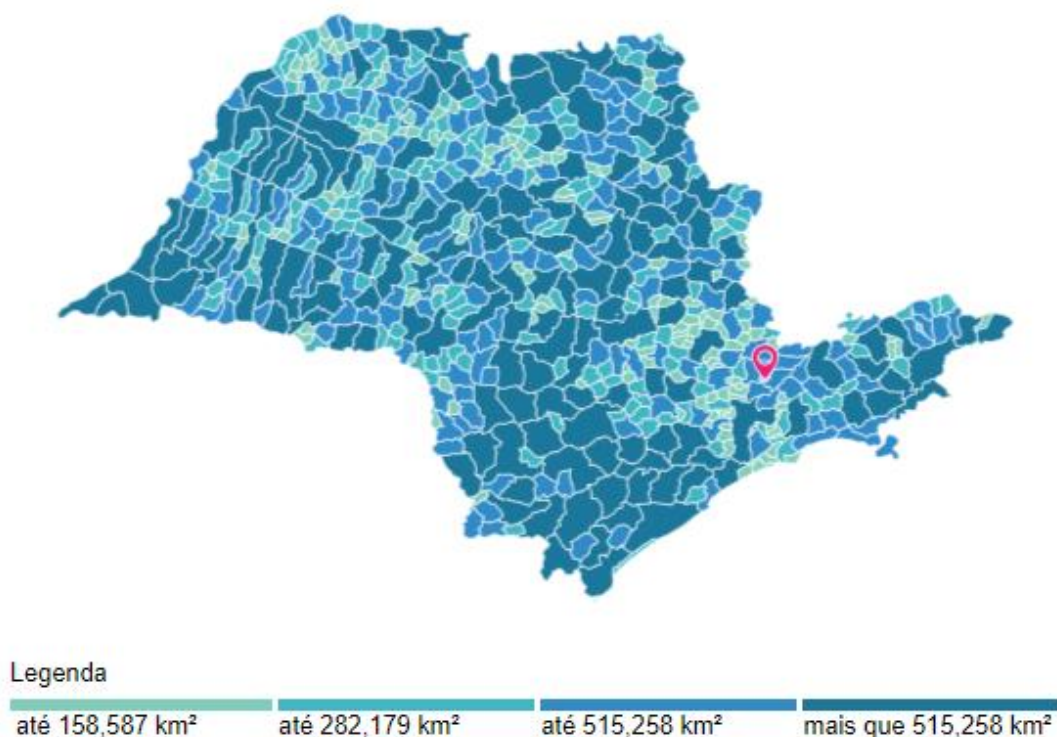 Legenda
até 158,587 km² até 282,179 km² até 515,258 km² mais que 515,258 km²